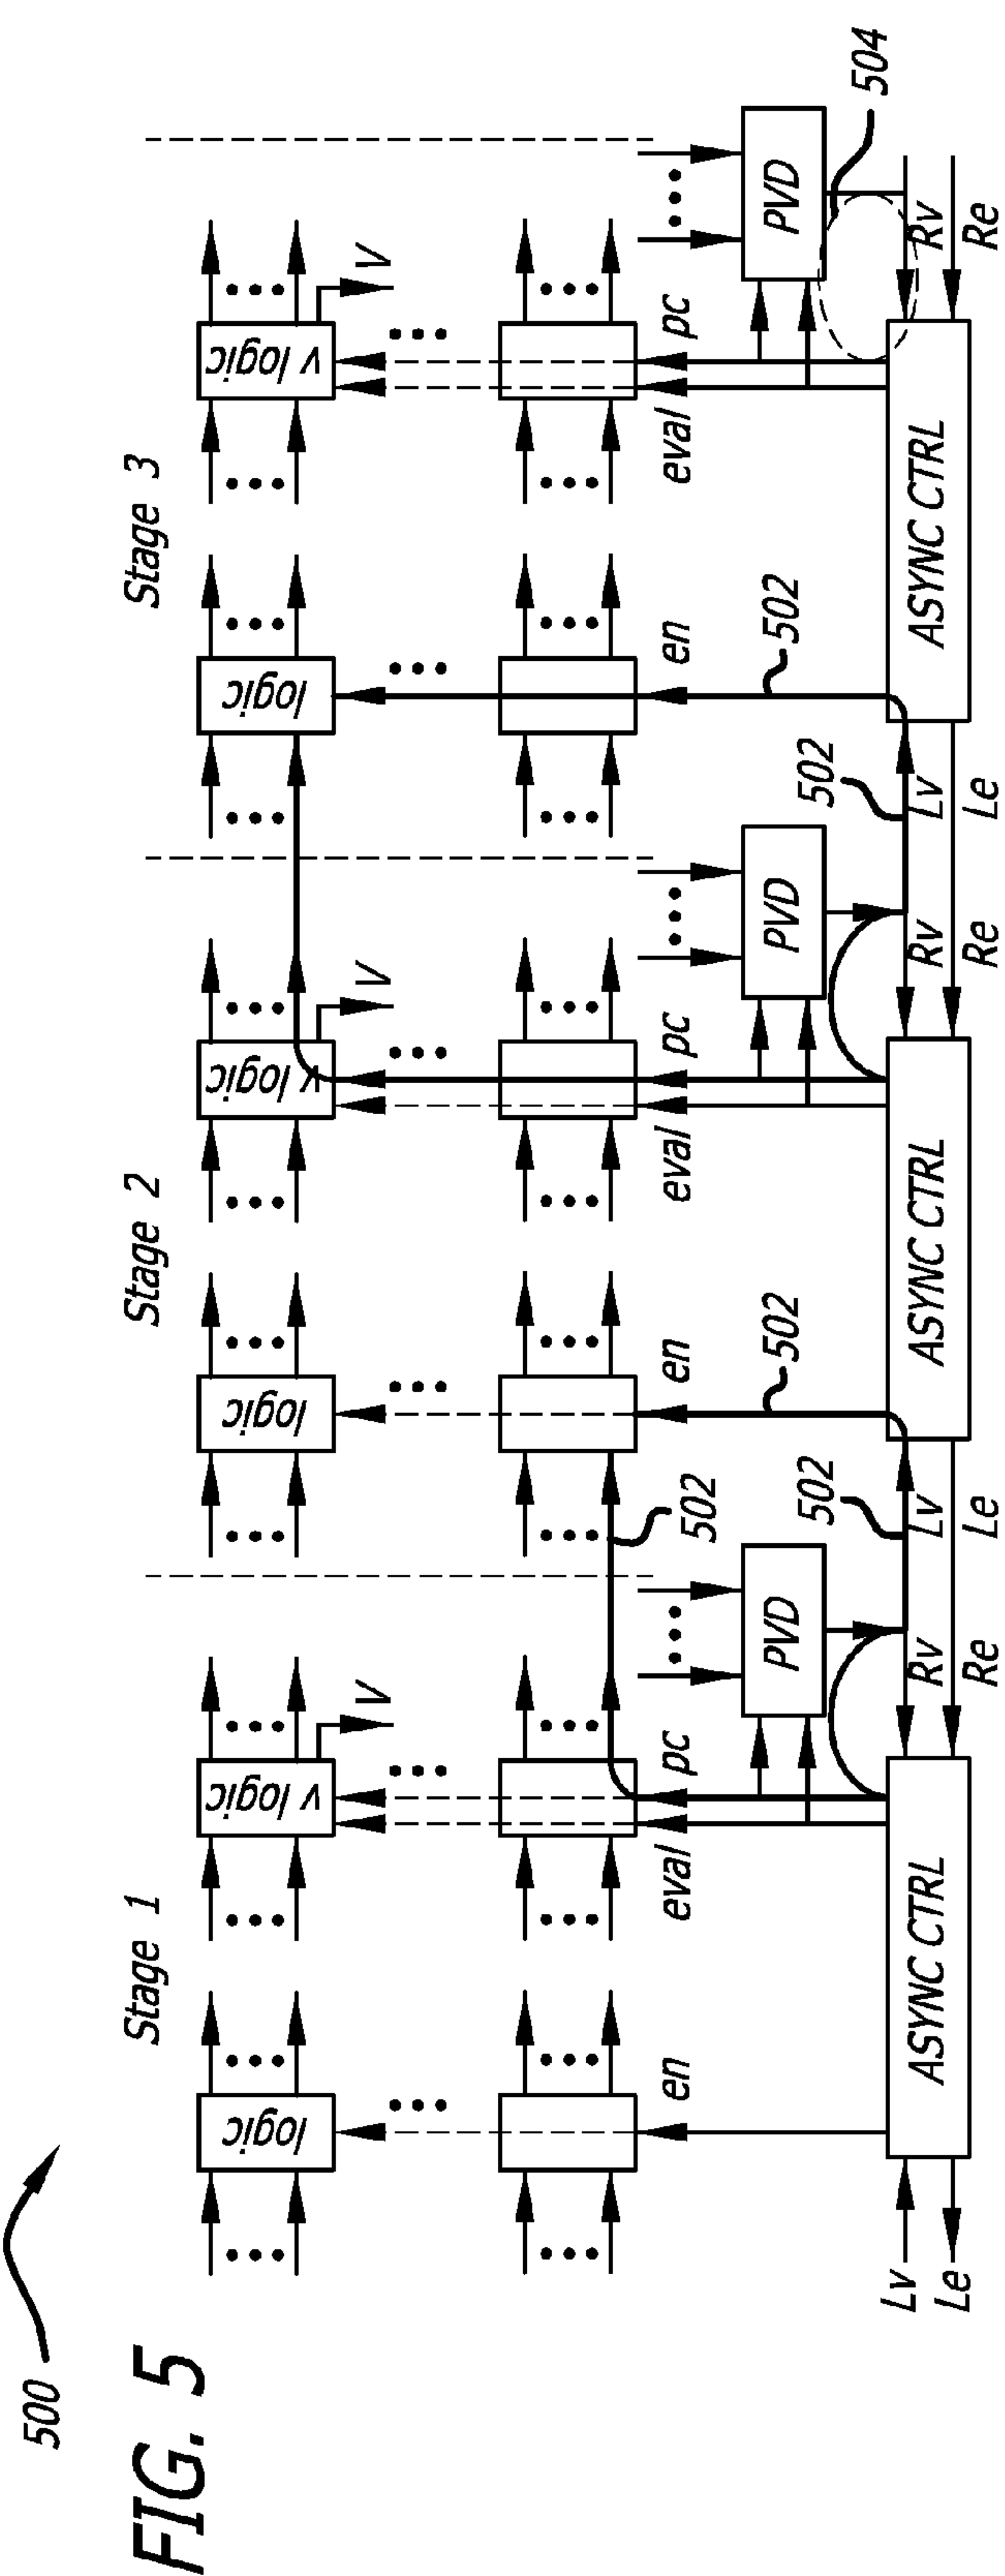 500
FIG. 5
Stage 1
Stage 2
Stage 3
logic
v logic
logic
v logic
logic
v logic
V
V
V
en
eval
pc
en
eval
pc
en
eval
pc
502
502
502
502
502
PVD
PVD
PVD
504
Lv
Le
ASYNC CTRL
Rv
Re
Lv
Le
ASYNC CTRL
Rv
Re
Lv
Le
ASYNC CTRL
Rv
Re